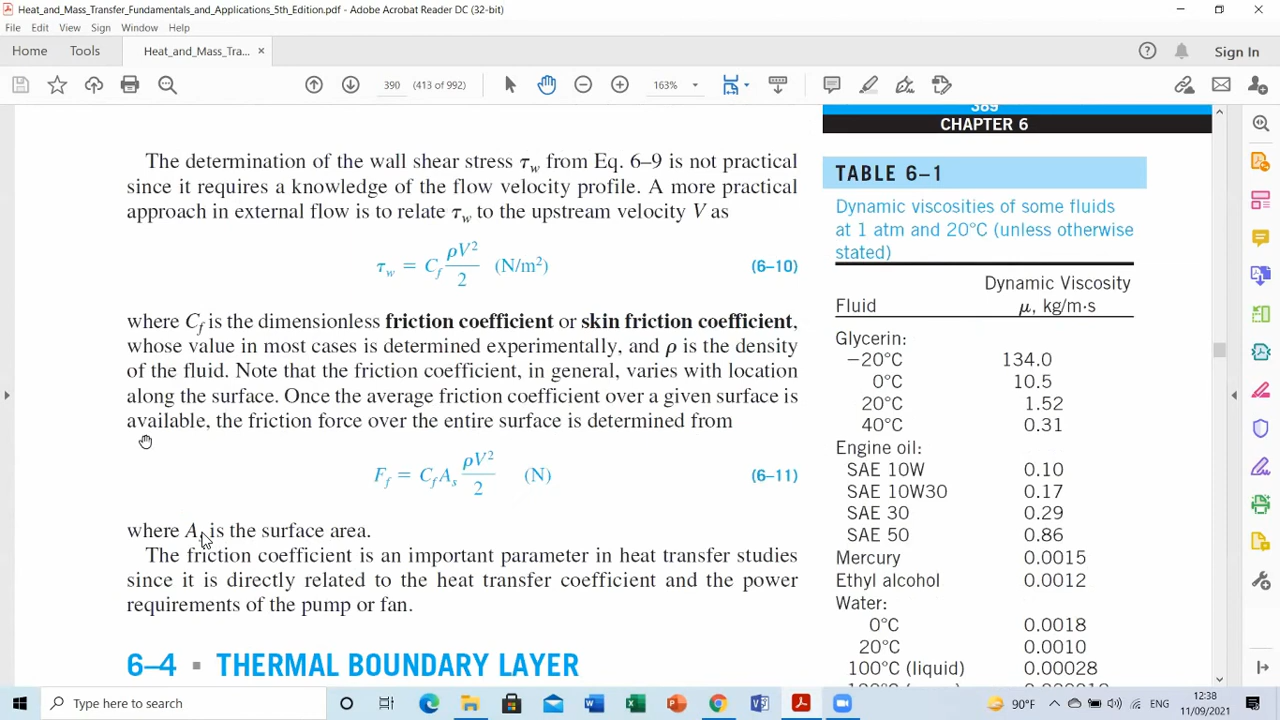 Heat_and_Mass_Transfer_Fundamentals_and_Applications_5th_Edition.pdf - Adobe Acrobat Reader DC (32-bit)
File Edit View Sign Window Help
Home Tools Heat_and_Mass_Tra... × Sign In
390 (413 of 992) 163%
The determination of the wall shear stress τw from Eq. 6–9 is not practical
since it requires a knowledge of the flow velocity profile. A more practical
approach in external flow is to relate τw to the upstream velocity V as
τw = Cf ρV²/2 (N/m²) (6–10)
where Cf is the dimensionless friction coefficient or skin friction coefficient,
whose value in most cases is determined experimentally, and ρ is the density
of the fluid. Note that the friction coefficient, in general, varies with location
along the surface. Once the average friction coefficient over a given surface is
available, the friction force over the entire surface is determined from
Ff = Cf As ρV²/2 (N) (6–11)
where As is the surface area.
The friction coefficient is an important parameter in heat transfer studies
since it is directly related to the heat transfer coefficient and the power
requirements of the pump or fan.
6–4 ▪ THERMAL BOUNDARY LAYER
389
CHAPTER 6
TABLE 6–1
Dynamic viscosities of some fluids
at 1 atm and 20°C (unless otherwise
stated)
Dynamic Viscosity
Fluid μ, kg/m·s
Glycerin:
−20°C 134.0
0°C 10.5
20°C 1.52
40°C 0.31
Engine oil:
SAE 10W 0.10
SAE 10W30 0.17
SAE 30 0.29
SAE 50 0.86
Mercury 0.0015
Ethyl alcohol 0.0012
Water:
0°C 0.0018
20°C 0.0010
100°C (liquid) 0.00028
Type here to search
90°F ENG
12:38
11/09/2021